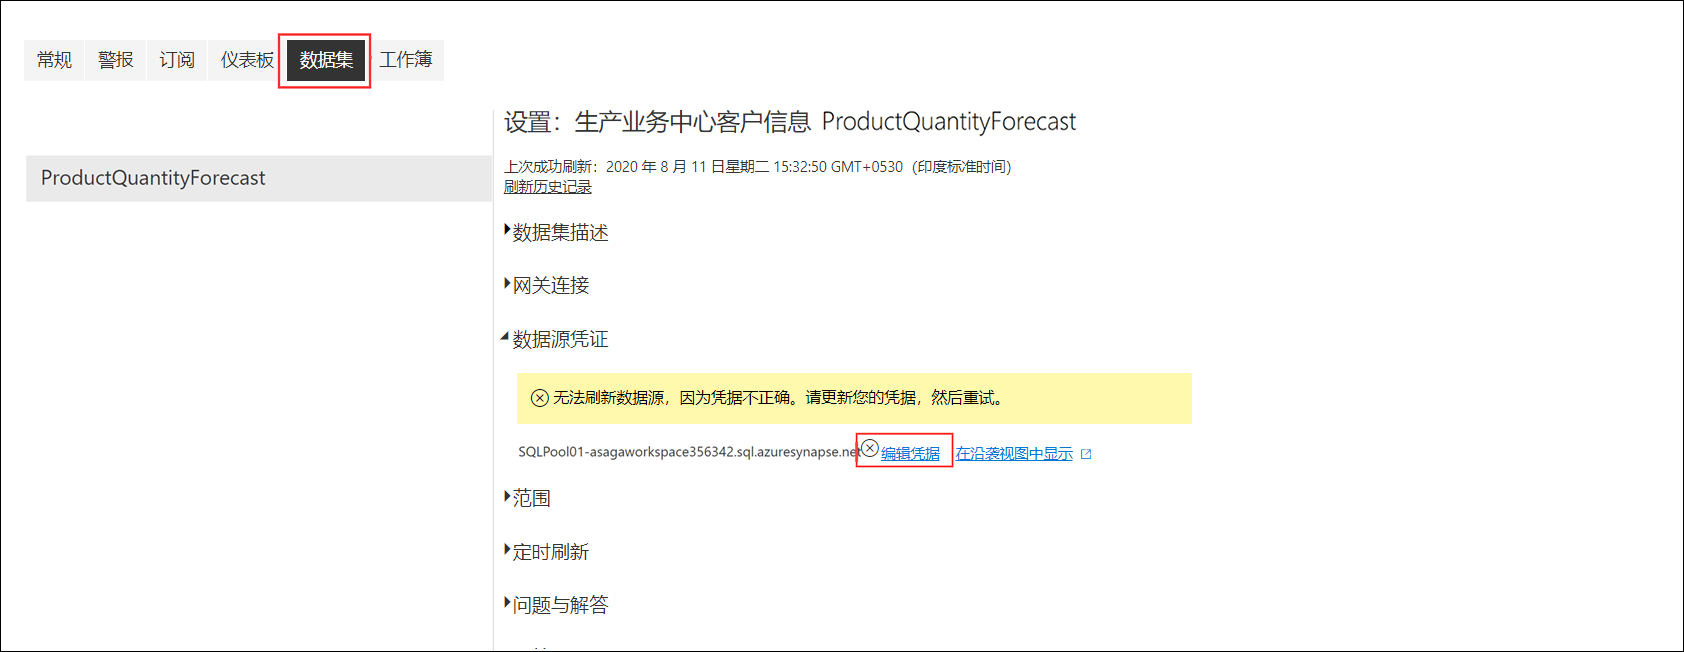 常规 警报 订阅 仪表板 数据集 工作簿
设置：生产业务中心客户信息 ProductQuantityForecast
ProductQuantityForecast
上次成功刷新：2020 年 8 月 11 日星期二 15:32:50 GMT+0530（印度标准时间）
刷新历史记录
数据集描述
网关连接
数据源凭证
无法刷新数据源，因为凭据不正确。请更新您的凭据，然后重试。
SQLPool01-asagaworkspace356342.sql.azuresynapse.net 编辑凭据 在沿袭视图中显示
范围
定时刷新
问题与解答